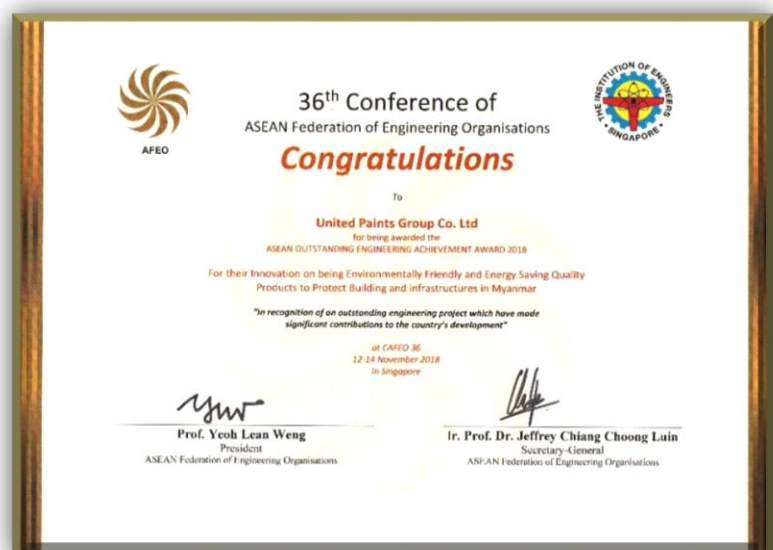 36th Conference of
ASEAN Federation of Engineering Organisations
Congratulations
To
United Paints Group Co. Ltd
for being awarded the
ASEAN OUTSTANDING ENGINEERING ACHIEVEMENT AWARD 2018
For their Innovation on being Environmentally Friendly and Energy Saving Quality
Products to Protect Building and infrastructures in Myanmar
"In recognition of an outstanding engineering project which have made
significant contributions to the country's development"
at CAFEO 36
12-14 November 2018
In Singapore
AFEO
THE INSTITUTION OF ENGINEERS
• SINGAPORE •
Prof. Yeoh Lean Weng
President
ASEAN Federation of Engineering Organisations
Ir. Prof. Dr. Jeffrey Chiang Choong Luin
Secretary-General
ASEAN Federation of Engineering Organisations